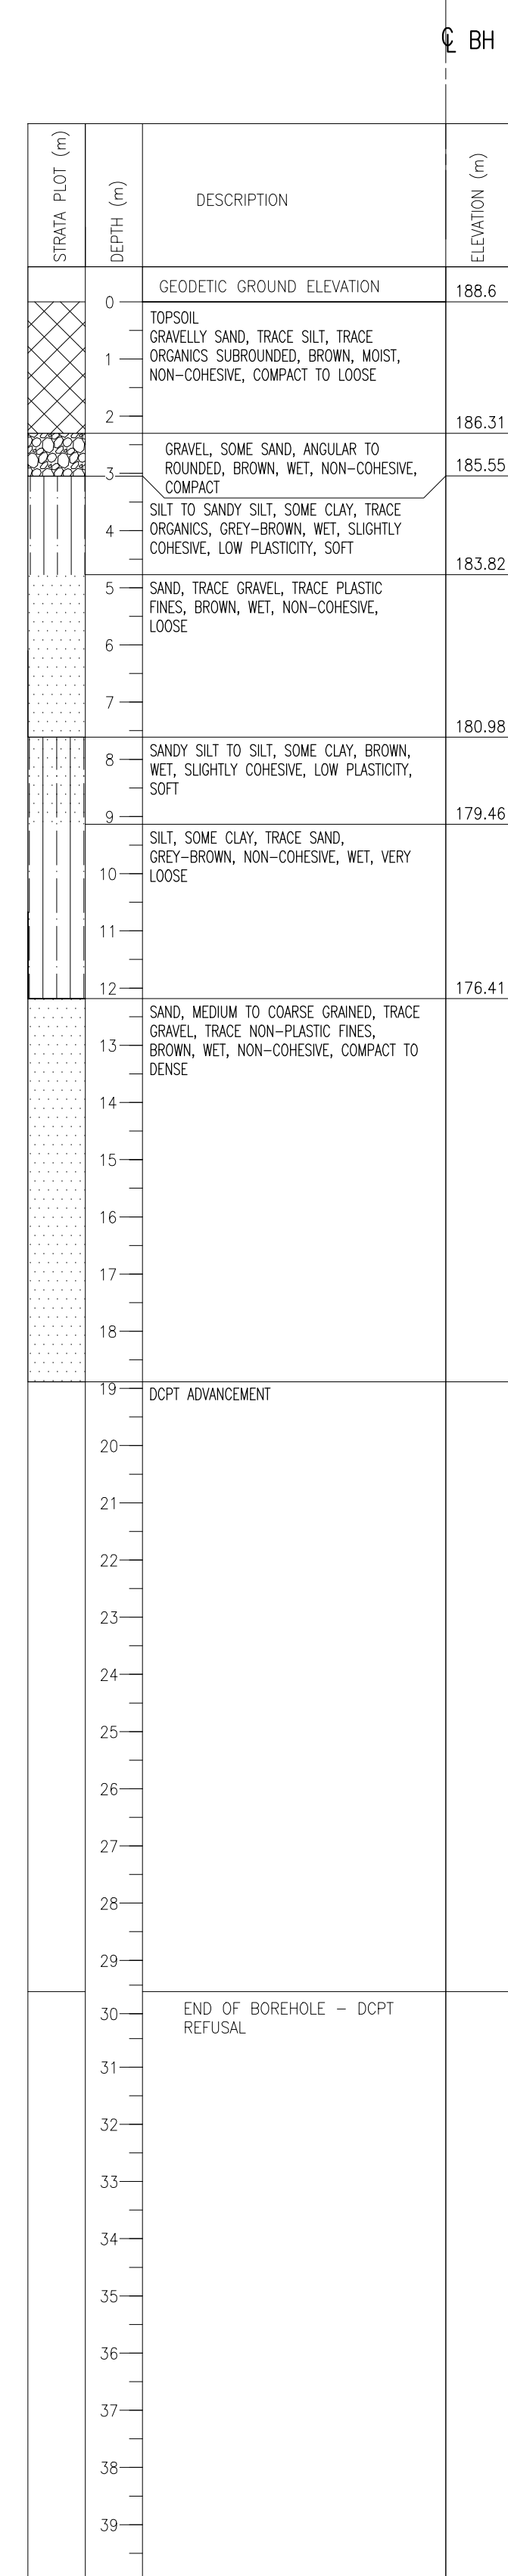 ℄ BH
STRATA PLOT (m)
DEPTH (m)
DESCRIPTION
ELEVATION (m)
GEODETIC GROUND ELEVATION
188.6
0
TOPSOIL
GRAVELLY SAND, TRACE SILT, TRACE
ORGANICS SUBROUNDED, BROWN, MOIST,
NON-COHESIVE, COMPACT TO LOOSE
1
2
186.31
GRAVEL, SOME SAND, ANGULAR TO
ROUNDED, BROWN, WET, NON-COHESIVE,
COMPACT
185.55
3
SILT TO SANDY SILT, SOME CLAY, TRACE
ORGANICS, GREY-BROWN, WET, SLIGHTLY
COHESIVE, LOW PLASTICITY, SOFT
4
183.82
5
SAND, TRACE GRAVEL, TRACE PLASTIC
FINES, BROWN, WET, NON-COHESIVE,
LOOSE
6
7
180.98
8
SANDY SILT TO SILT, SOME CLAY, BROWN,
WET, SLIGHTLY COHESIVE, LOW PLASTICITY,
SOFT
9
179.46
SILT, SOME CLAY, TRACE SAND,
GREY-BROWN, NON-COHESIVE, WET, VERY
LOOSE
10
11
12
176.41
SAND, MEDIUM TO COARSE GRAINED, TRACE
GRAVEL, TRACE NON-PLASTIC FINES,
BROWN, WET, NON-COHESIVE, COMPACT TO
DENSE
13
14
15
16
17
18
19
DCPT ADVANCEMENT
20
21
22
23
24
25
26
27
28
29
30
END OF BOREHOLE - DCPT
REFUSAL
31
32
33
34
35
36
37
38
39